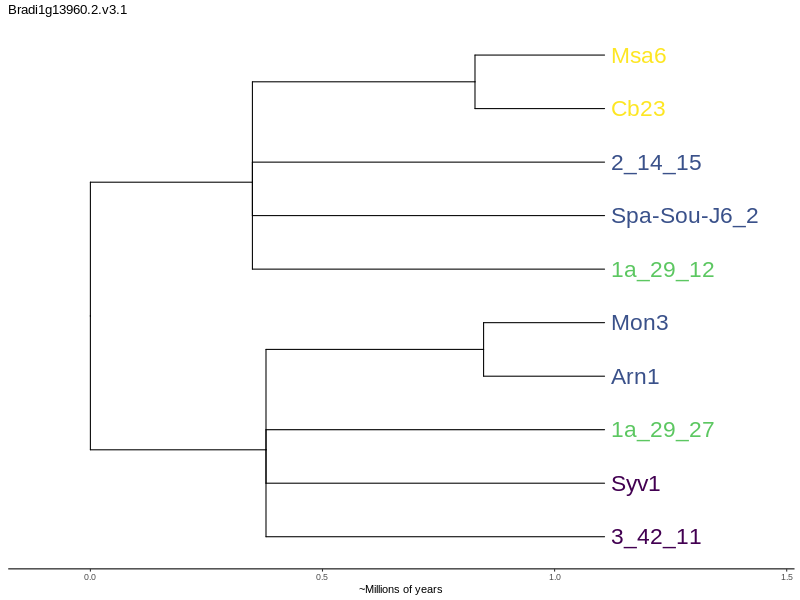 Bradi1g13960.2.v3.1
Msa6
Cb23
2_14_15
Spa-Sou-J6_2
1a_29_12
Mon3
Arn1
1a_29_27
Syv1
3_42_11
0.0 0.5 1.0 1.5
~Millions of years